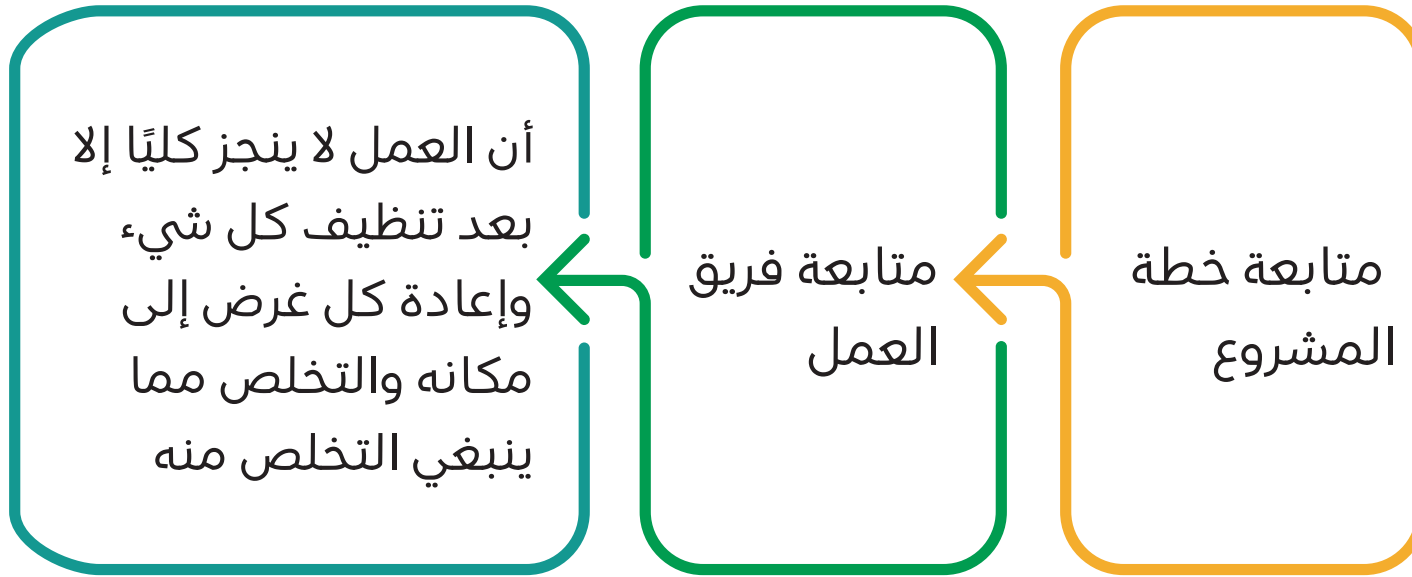 متابعة خطة
المشروع
متابعة فريق
العمل
أن العمل لا ينجز كليًا إلا
بعد تنظيف كل شيء
وإعادة كل غرض إلى
مكانه والتخلص مما
ينبغي التخلص منه